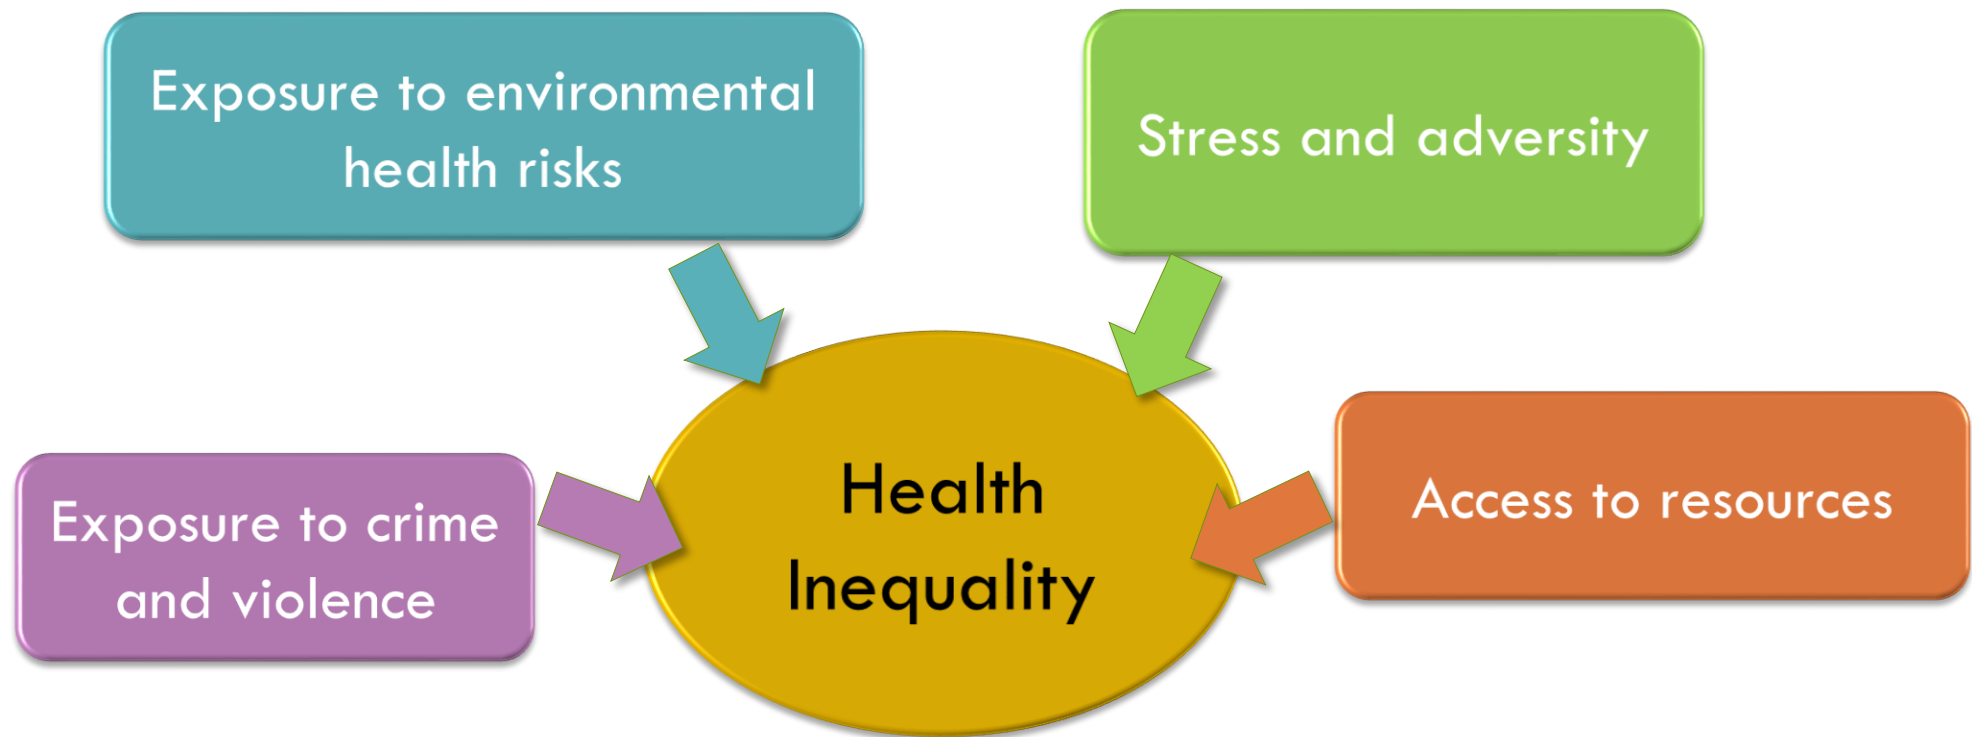 Exposure to environmental
health risks
Stress and adversity
Exposure to crime
and violence
Health
Inequality
Access to resources